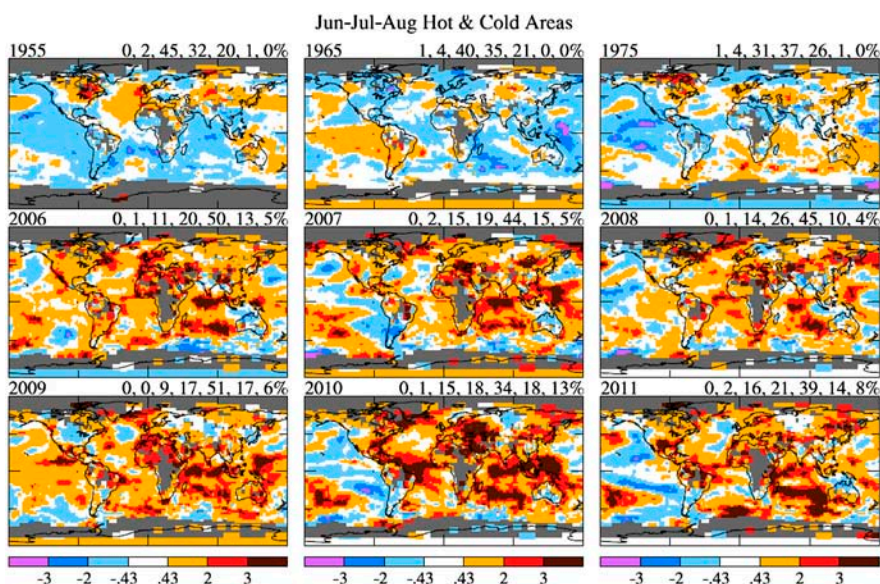 Jun-Jul-Aug Hot & Cold Areas
1955 0, 2, 45, 32, 20, 1, 0% 1965 1, 4, 40, 35, 21, 0, 0% 1975 1, 4, 31, 37, 26, 1, 0%
2006 0, 1, 11, 20, 50, 13, 5% 2007 0, 2, 15, 19, 44, 15, 5% 2008 0, 1, 14, 26, 45, 10, 4%
2009 0, 0, 9, 17, 51, 17, 6% 2010 0, 1, 15, 18, 34, 18, 13% 2011 0, 2, 16, 21, 39, 14, 8%
-3 -2 -.43 .43 2 3 -3 -2 -.43 .43 2 3 -3 -2 -.43 .43 2 3